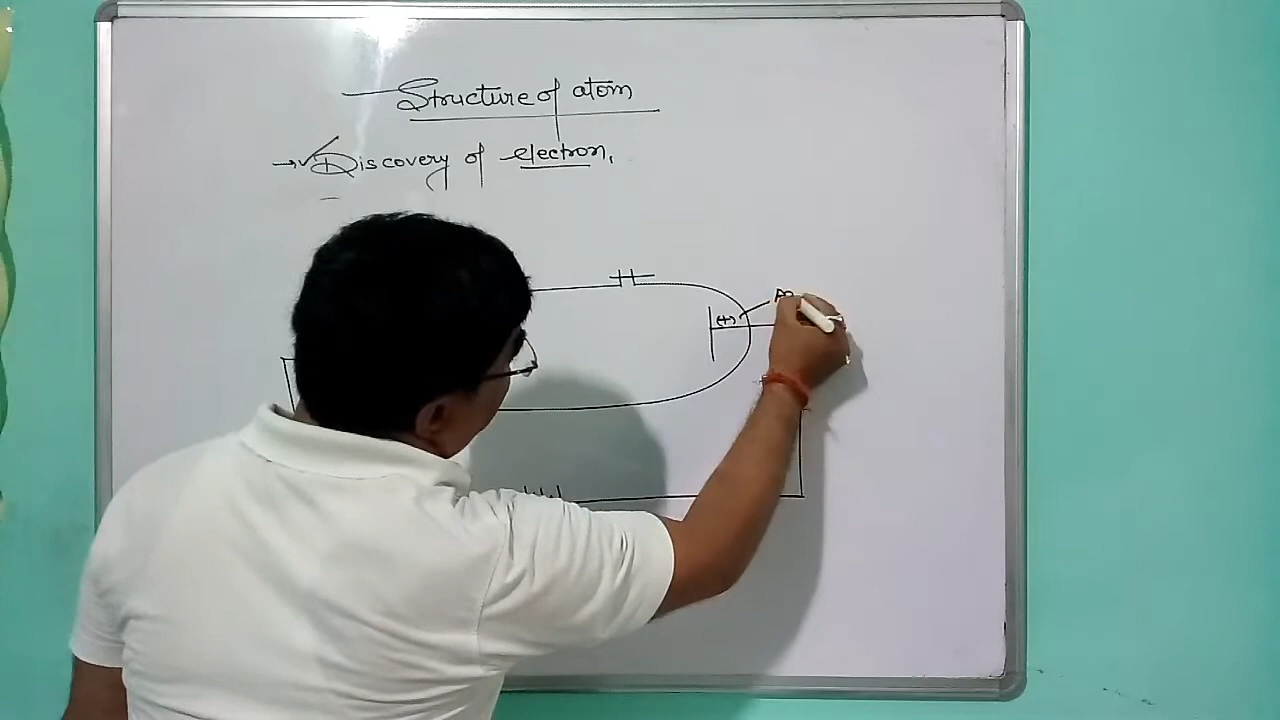 Structure of atom
Discovery of electron,
(+)